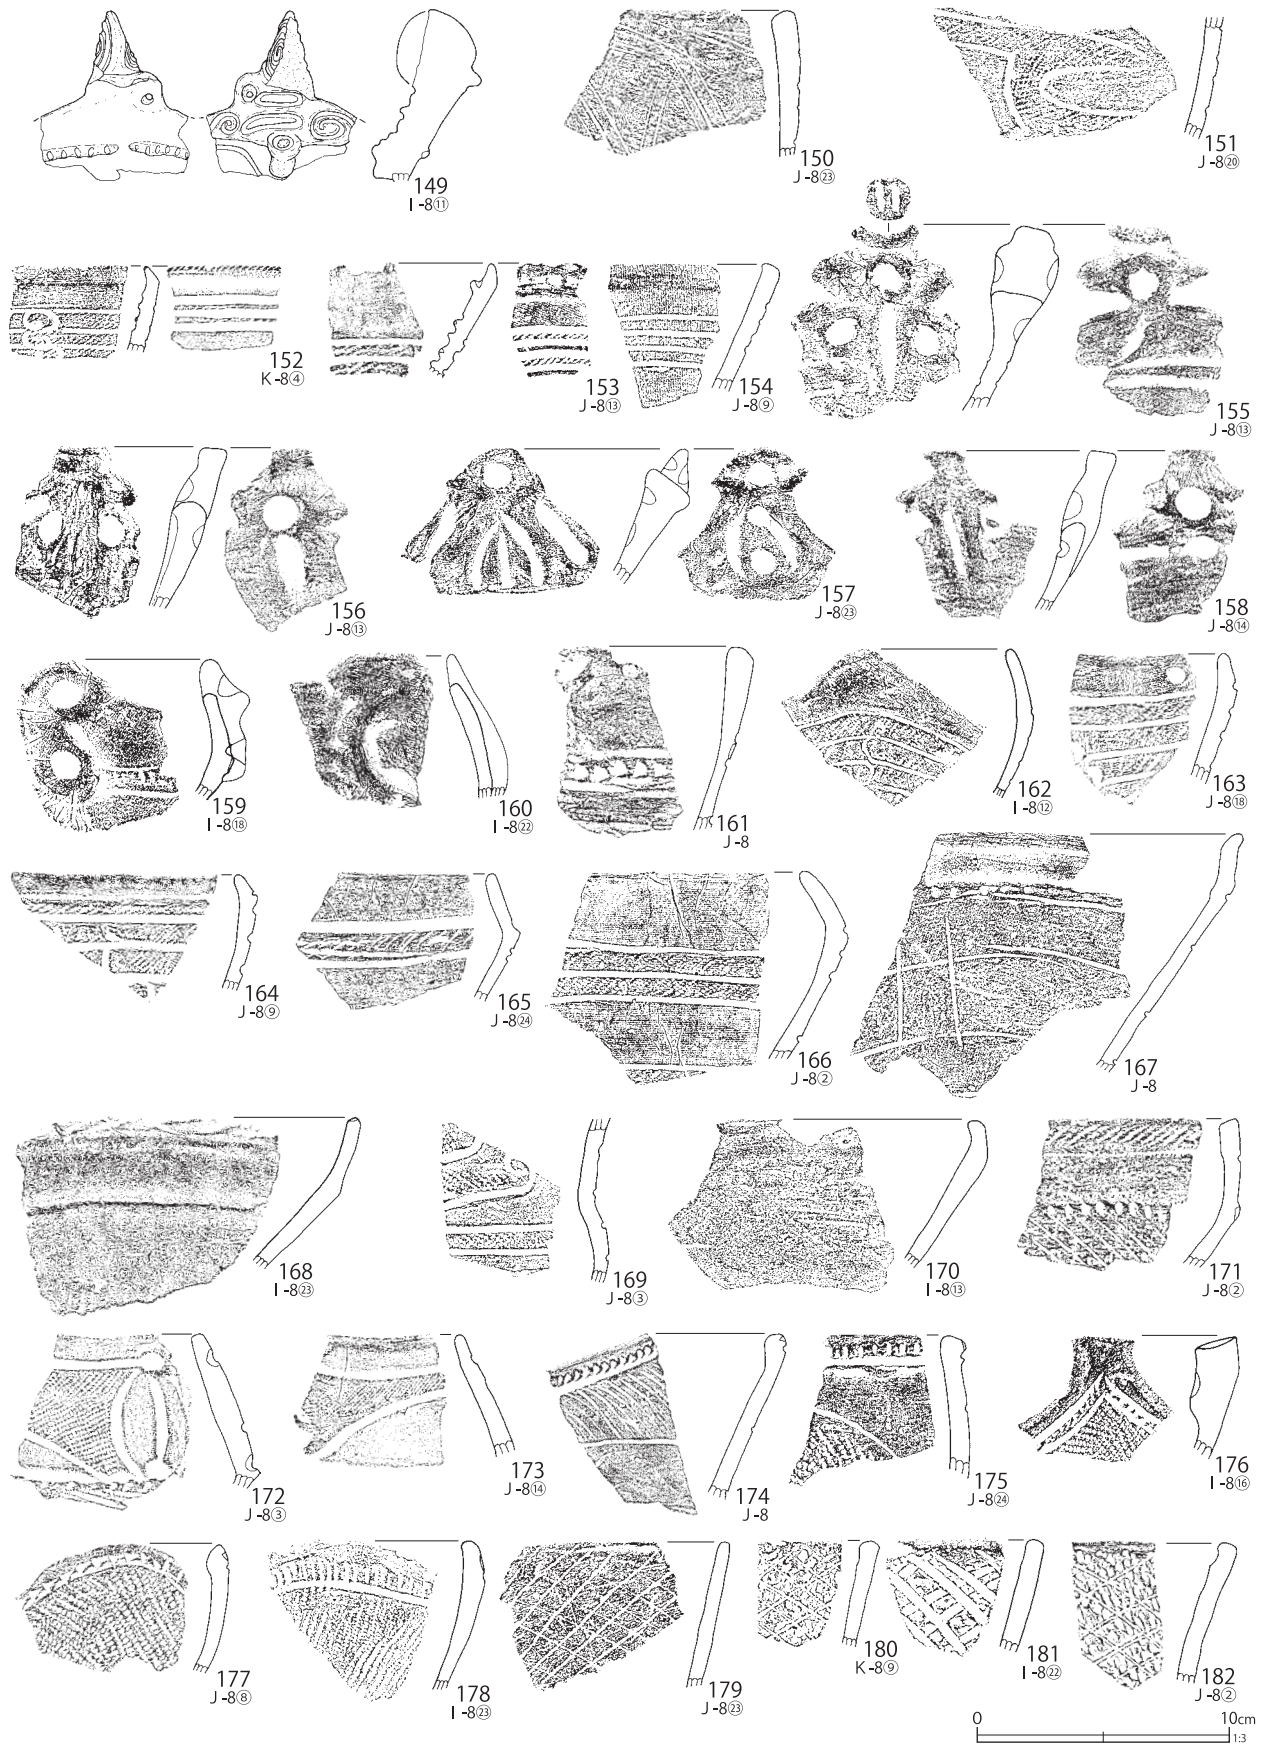 149
I -8⑪
150
J -8㉓
151
J -8⑳
152
K -8④
153
J -8⑬
154
J -8⑨
155
J -8⑬
156
J -8⑬
157
J -8㉓
158
J -8⑭
159
I -8⑱
160
I -8㉒
161
J -8
162
I -8⑫
163
J -8⑱
164
J -8⑨
165
J -8㉔
166
J -8②
167
J -8
168
I -8㉓
169
J -8③
170
I -8⑬
171
J -8②
172
J -8③
173
J -8⑭
174
J -8
175
J -8㉔
176
I -8⑯
177
J -8⑧
178
I -8㉓
179
J -8㉓
180
K -8⑨
181
I -8㉒
182
J -8②
0 10cm
1:3